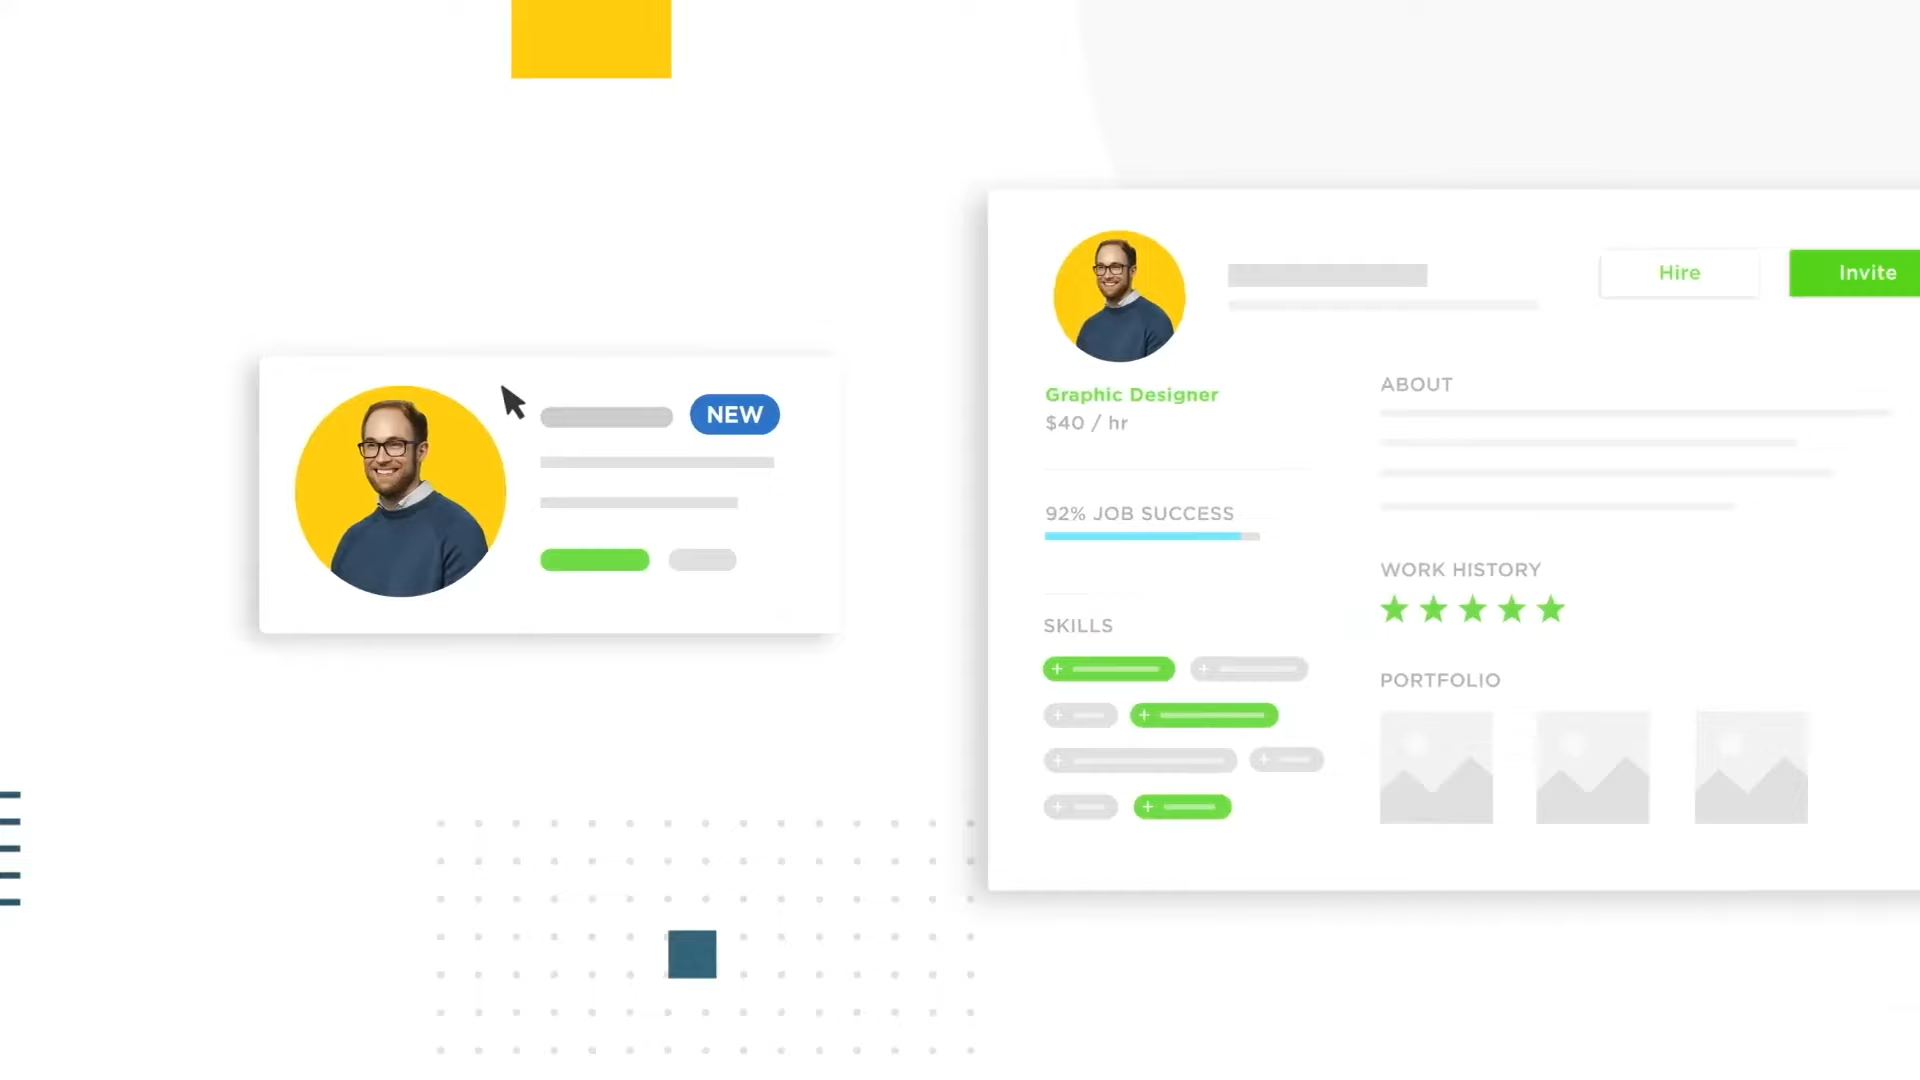 NEW
Hire
Invite
Graphic Designer
$40 / hr
92% JOB SUCCESS
SKILLS
ABOUT
WORK HISTORY
PORTFOLIO